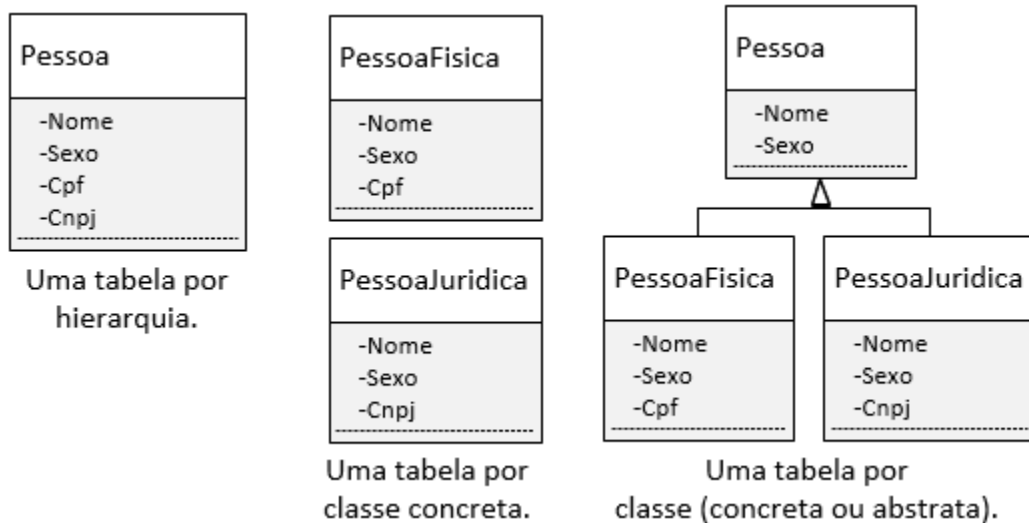 Pessoa
-Nome
-Sexo
-Cpf
-Cnpj
Uma tabela por
hierarquia.
PessoaFisica
-Nome
-Sexo
-Cpf
PessoaJuridica
-Nome
-Sexo
-Cnpj
Uma tabela por
classe concreta.
Pessoa
-Nome
-Sexo
PessoaFisica
-Nome
-Sexo
-Cpf
PessoaJuridica
-Nome
-Sexo
-Cnpj
Uma tabela por
classe (concreta ou abstrata).